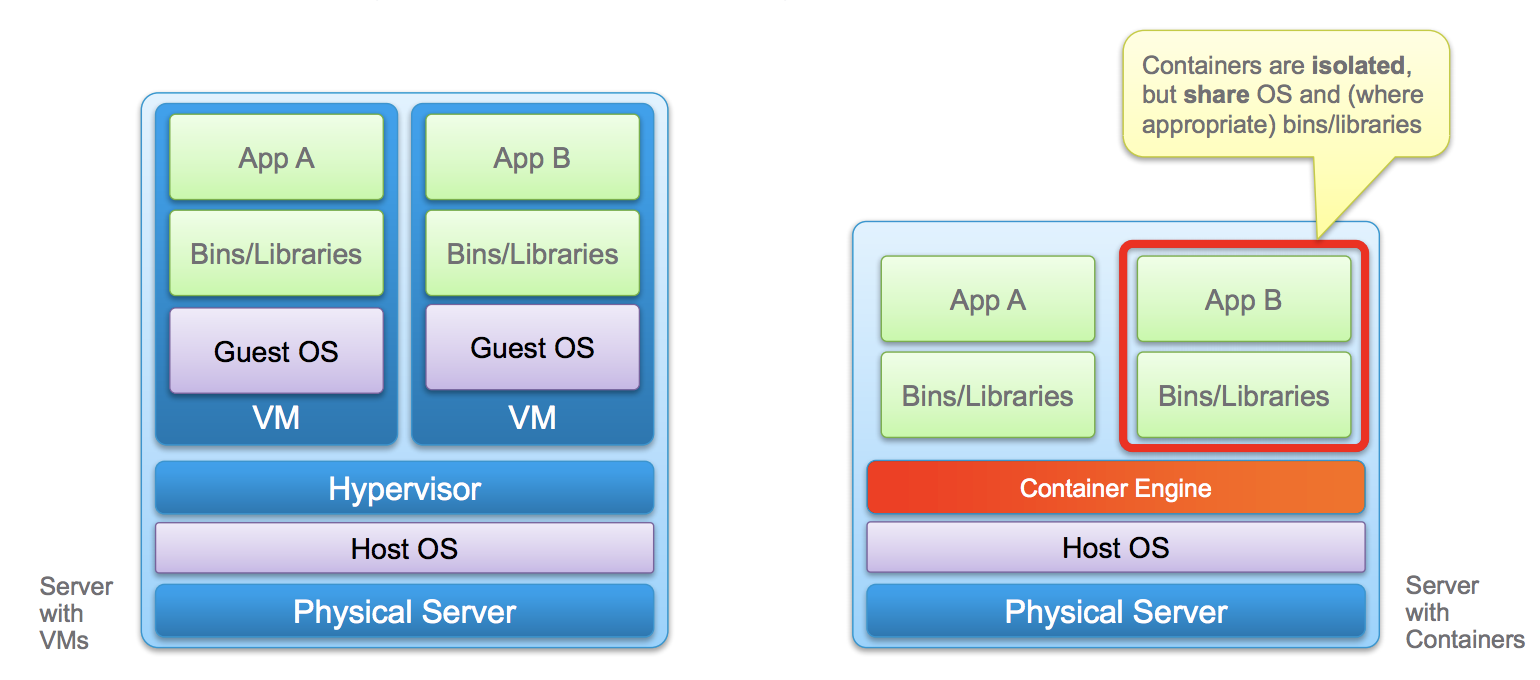 App A
Bins/Libraries
Guest OS
VM
App B
Bins/Libraries
Guest OS
VM
Hypervisor
Host OS
Physical Server
Server
with
VMs
Containers are isolated,
but share OS and (where
appropriate) bins/libraries
App A
Bins/Libraries
App B
Bins/Libraries
Container Engine
Host OS
Physical Server
Server
with
Containers